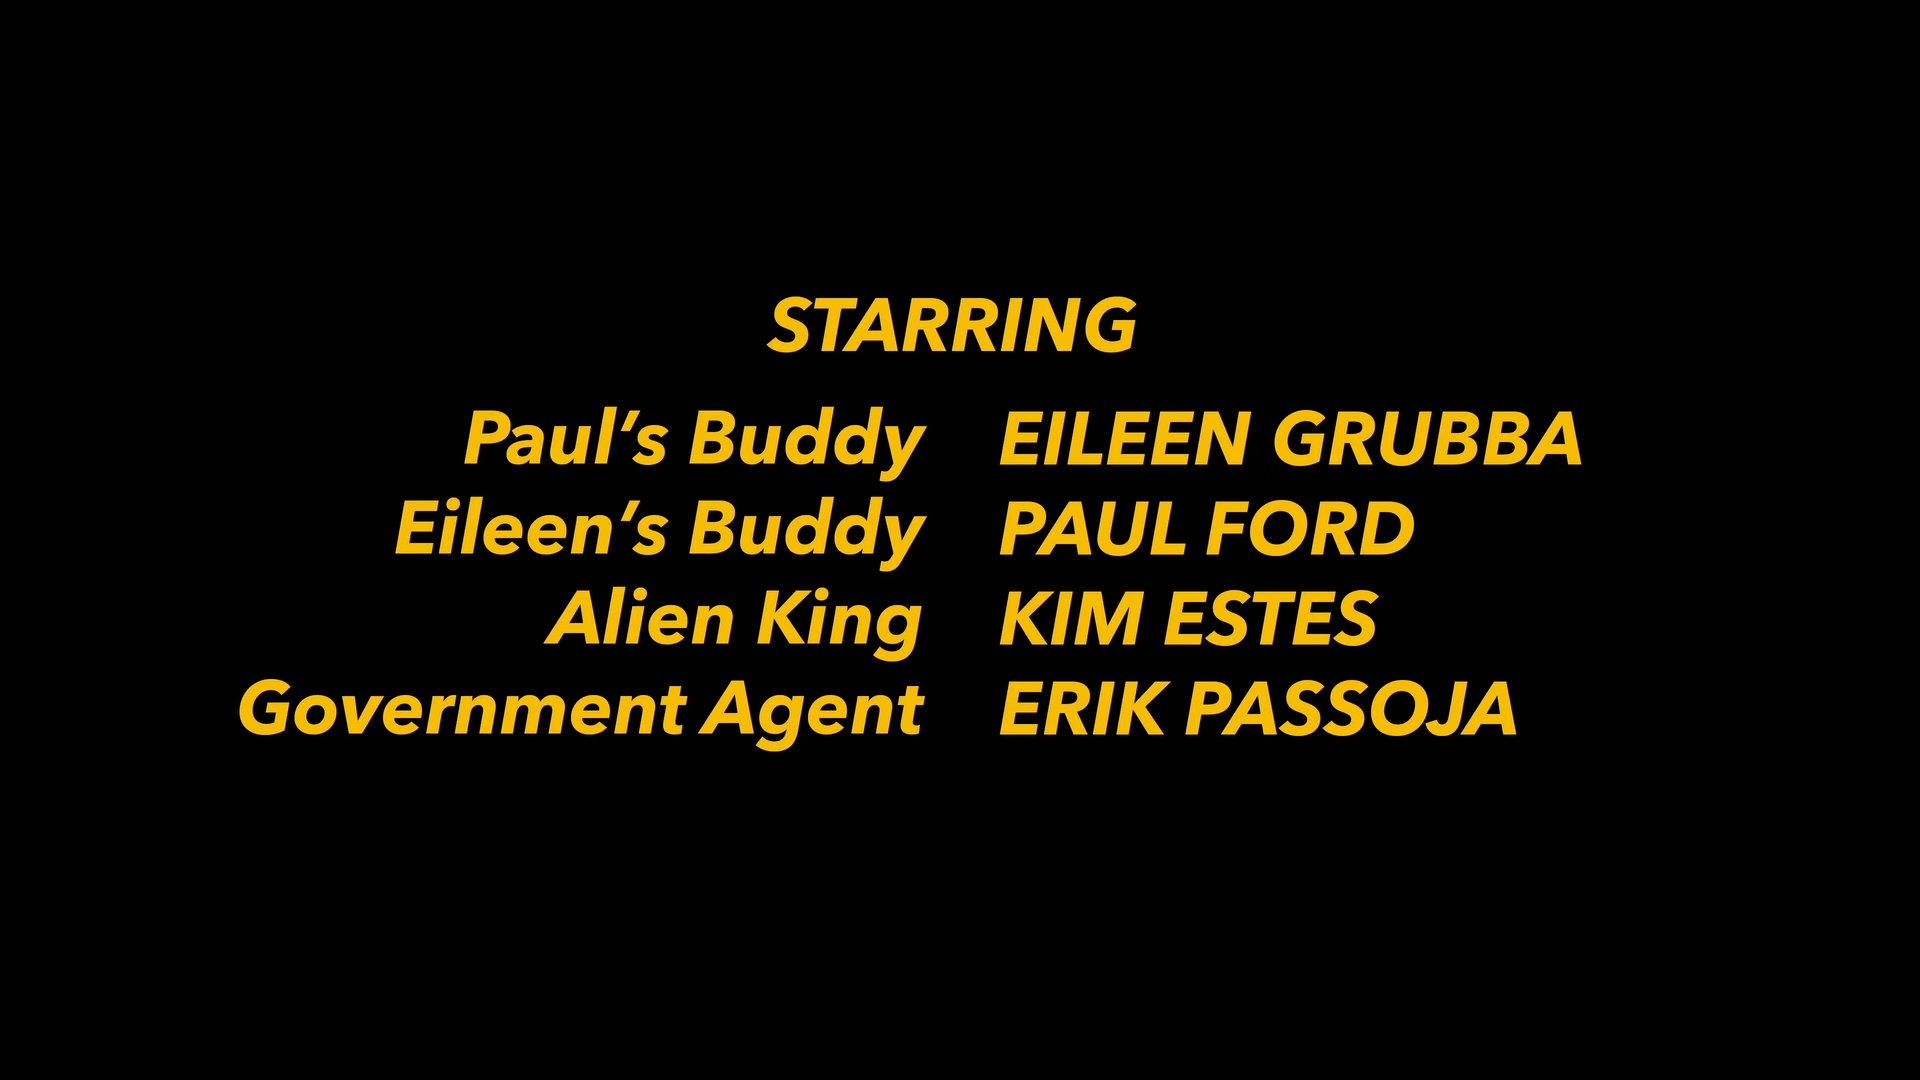 STARRING
Paul’s Buddy EILEEN GRUBBA
Eileen’s Buddy PAUL FORD
Alien King KIM ESTES
Government Agent ERIK PASSOJA